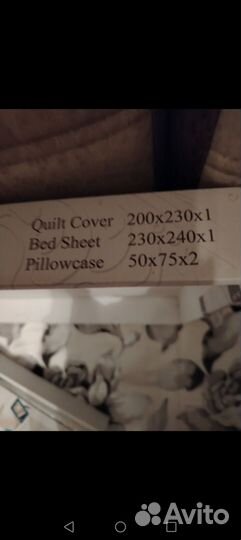 Quilt Cover 200x230x1
Bed Sheet 230x240x1
Pillowcase 50x75x2
Avito